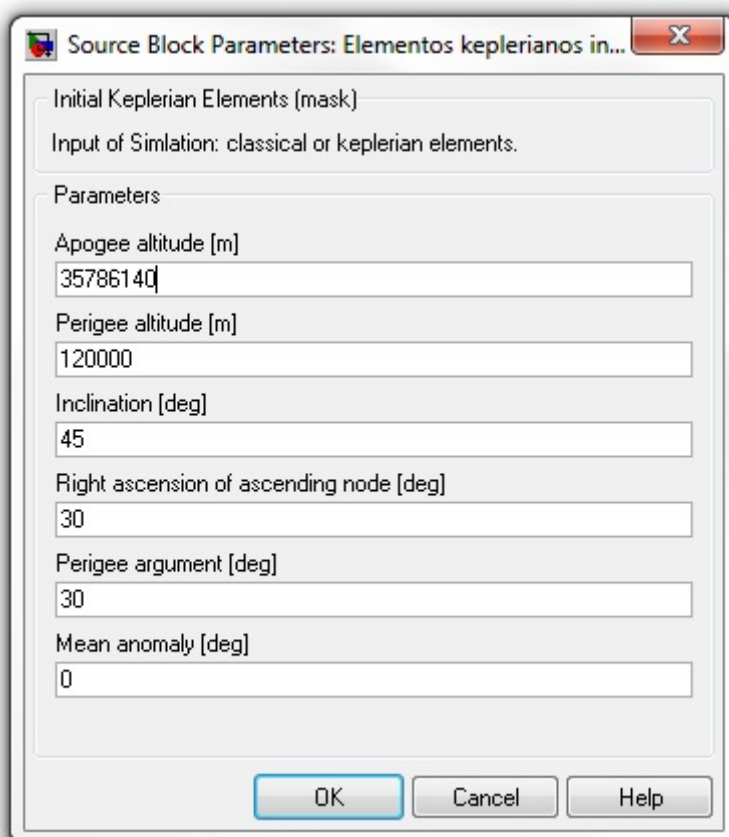 Source Block Parameters: Elementos keplerianos in...
Initial Keplerian Elements (mask)
Input of Simlation: classical or keplerian elements.
Parameters
Apogee altitude [m]
35786140
Perigee altitude [m]
120000
Inclination [deg]
45
Right ascension of ascending node [deg]
30
Perigee argument [deg]
30
Mean anomaly [deg]
0
OK Cancel Help